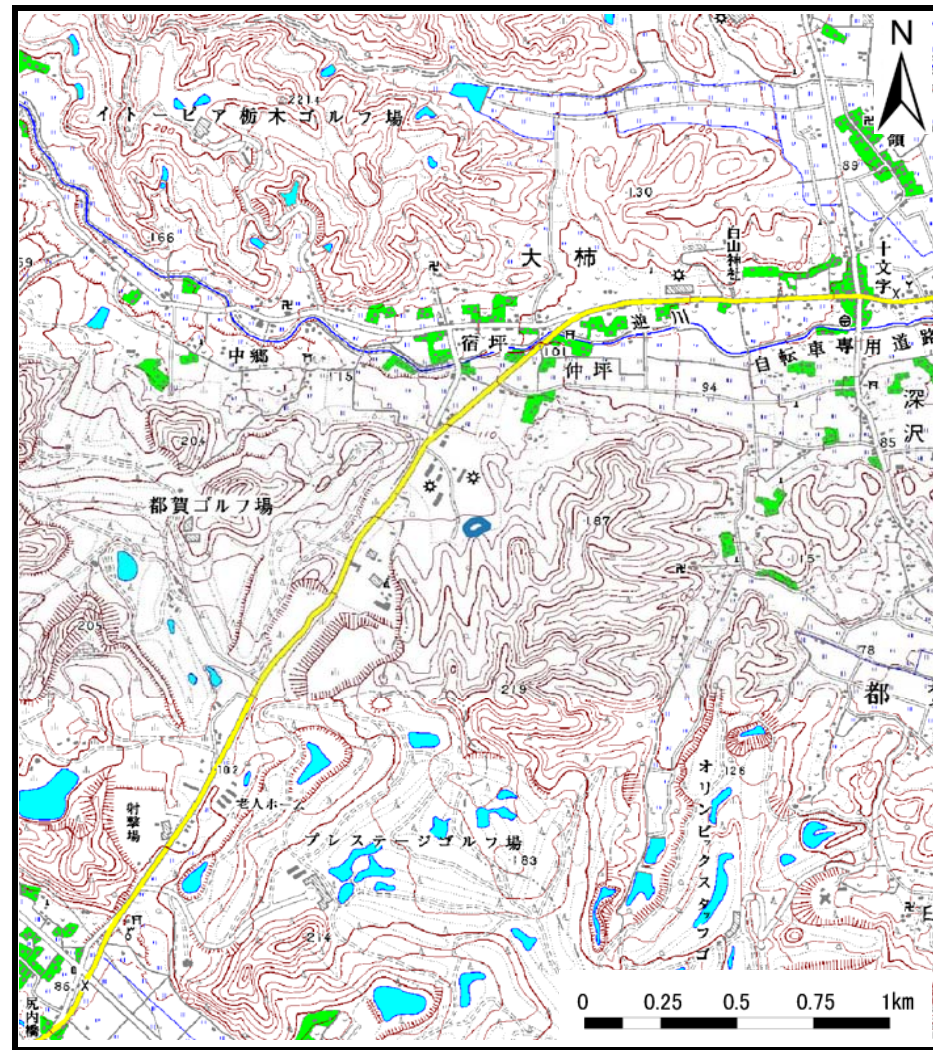 N
221
イトーピア栃木ゴルフ場
領
89
130
大柿
白山神社
十文字
166
逆川
宿坪
101
自転車専用道路
中郷
仲坪
115
94
深沢
85
204
都賀ゴルフ場
187
15
205
78
219
都
オリンピックスタッフゴ
126
102
老人ホーム
射撃場
プレステージゴルフ場
183
214
86
尻内橋
0 0.25 0.5 0.75 1km